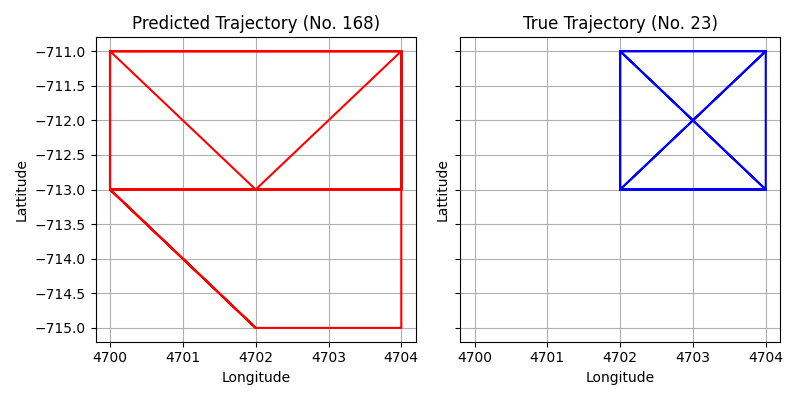 Predicted Trajectory (No. 168)
True Trajectory (No. 23)
−711.0
−711.5
−712.0
−712.5
−713.0
−713.5
−714.0
−714.5
−715.0
Lattitude
Lattitude
4700 4701 4702 4703 4704
4700 4701 4702 4703 4704
Longitude
Longitude